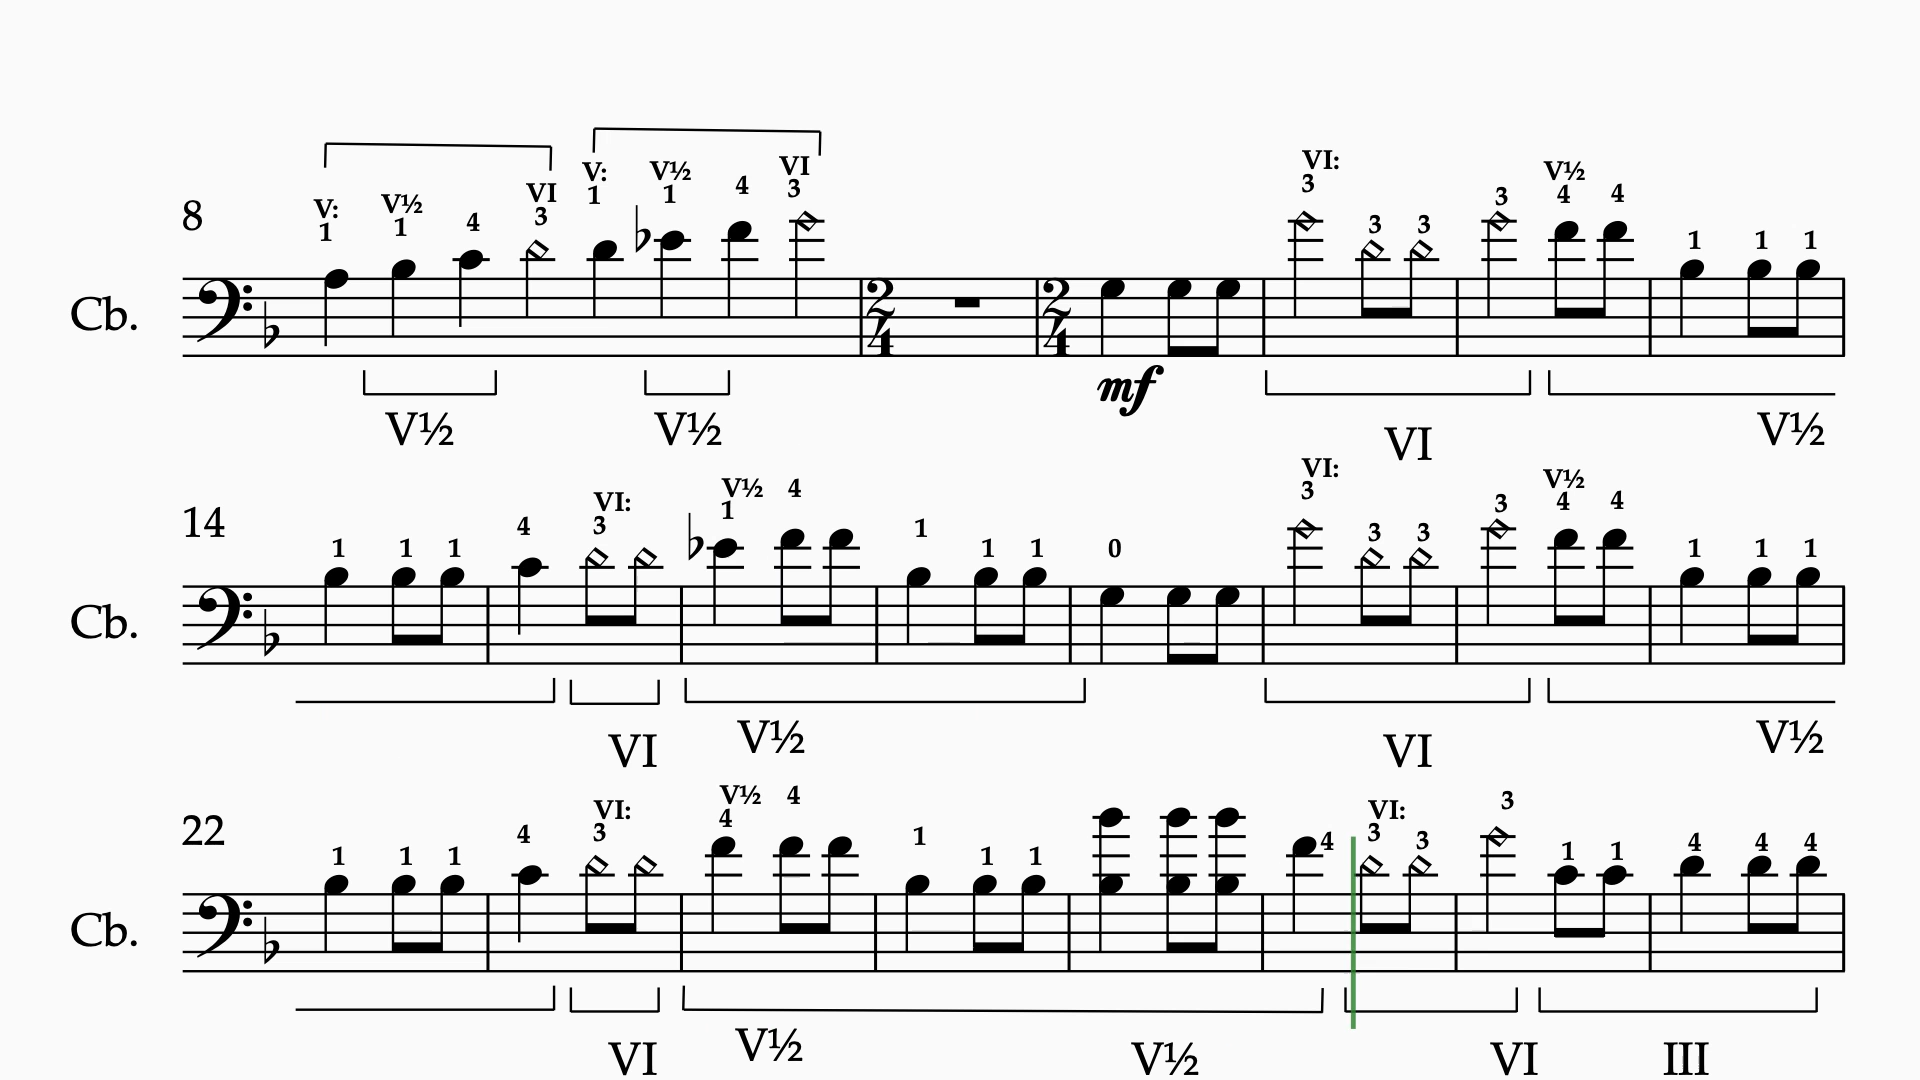 V: V½ VI V: V½ VI VI: V½
1 1 4 3 1 1 4 3 3 3 3 3 4 4 1 1 1
8
Cb. 2/4 2/4
mf
V½ V½ VI V½
VI: V½ VI: V½
14
1 1 1 4 3 1 4 1 1 1 0 3 3 3 3 4 4 1 1 1
Cb.
VI V½ VI V½
VI: V½ VI:
22
1 1 1 4 3 4 4 1 1 1 4 3 3 3 1 1 4 4 4
Cb.
VI V½ V½ VI III